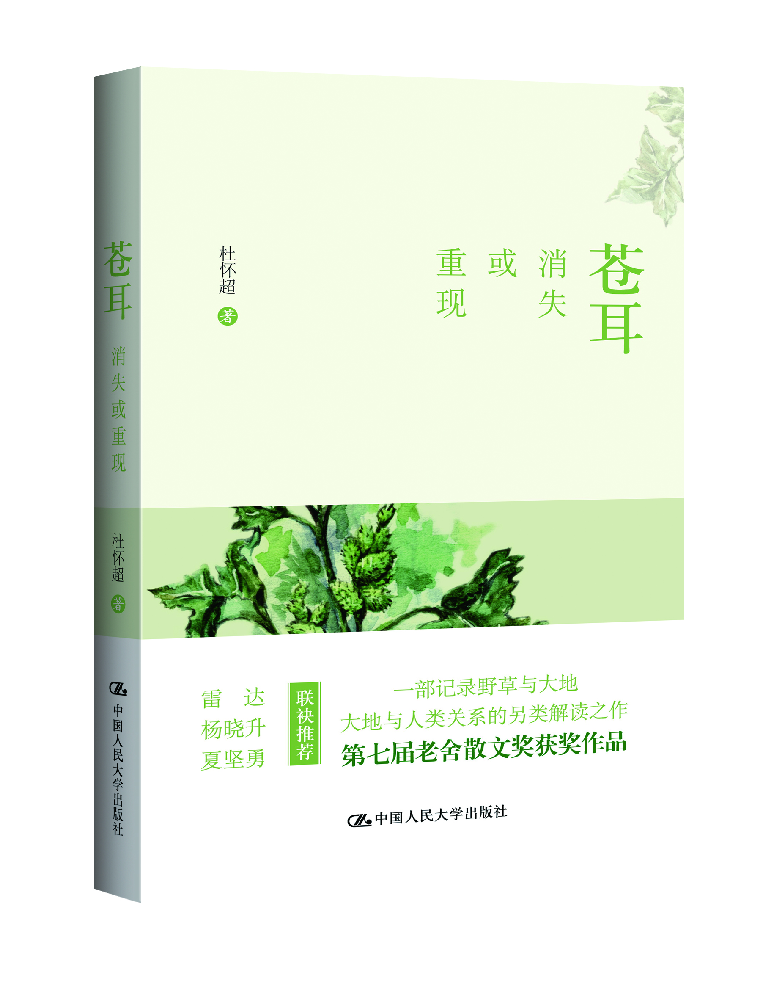 苍耳
消失
或
重现
杜怀超
著
苍耳
消失或重现
杜怀超
著
中国人民大学出版社
雷 达
杨晓升
夏坚勇
联袂推荐
一部记录野草与大地
大地与人类关系的另类解读之作
第七届老舍散文奖获奖作品
中国人民大学出版社